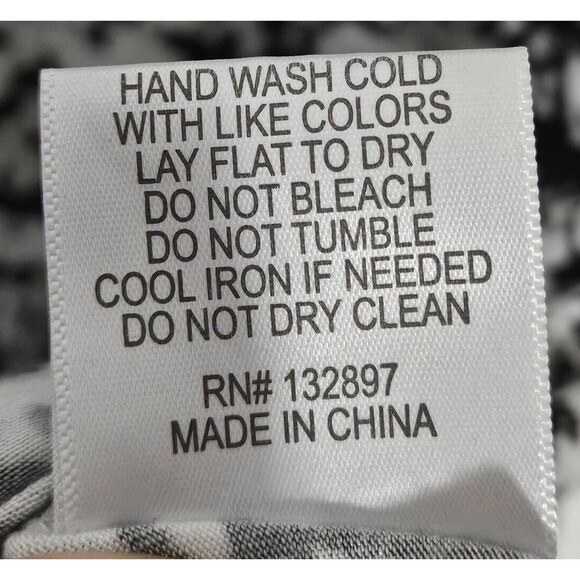 HAND WASH COLD
WITH LIKE COLORS
LAY FLAT TO DRY
DO NOT BLEACH
DO NOT TUMBLE
COOL IRON IF NEEDED
DO NOT DRY CLEAN
RN# 132897
MADE IN CHINA